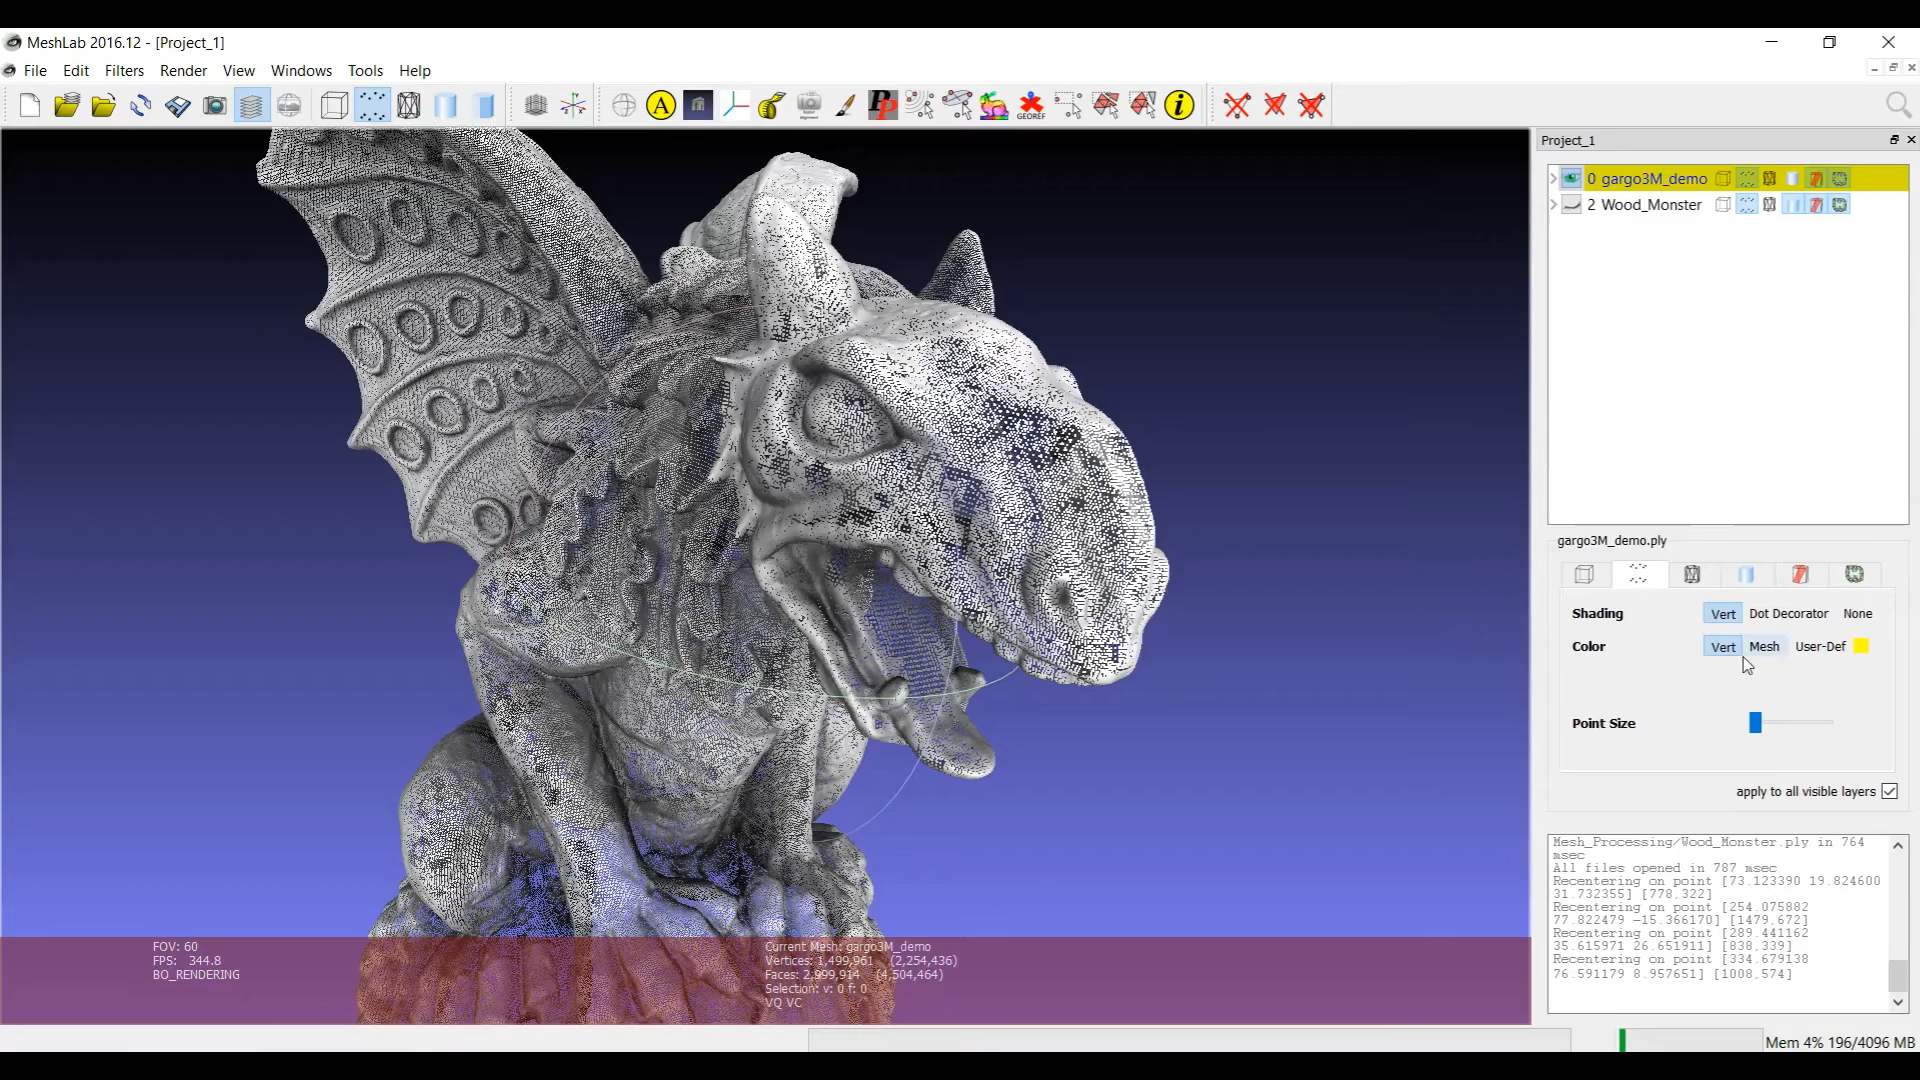 MeshLab 2016.12 - [Project_1]
File Edit Filters Render View Windows Tools Help
A
PP
GEOREF
i
Project_1
0 gargo3M_demo
2 Wood_Monster
gargo3M_demo.ply
Shading Vert Dot Decorator None
Color Vert Mesh User-Def
Point Size
apply to all visible layers
Mesh_Processing/Wood_Monster.ply in 764
msec
All files opened in 787 msec
Recentering on point [73.123390 19.824600
31.732355] [778,322]
Recentering on point [254.075882
77.822479 -15.366170] [1479,672]
Recentering on point [289.441162
35.615971 26.651911] [838,339]
Recentering on point [334.679138
76.591179 8.957651] [1008,574]
FOV: 60
FPS: 344.8
BO_RENDERING
Current Mesh: gargo3M_demo
Vertices: 1,499,961 (2,254,436)
Faces: 2,999,914 (4,504,464)
Selection: v: 0 f: 0
VQ VC
Mem 4% 196/4096 MB